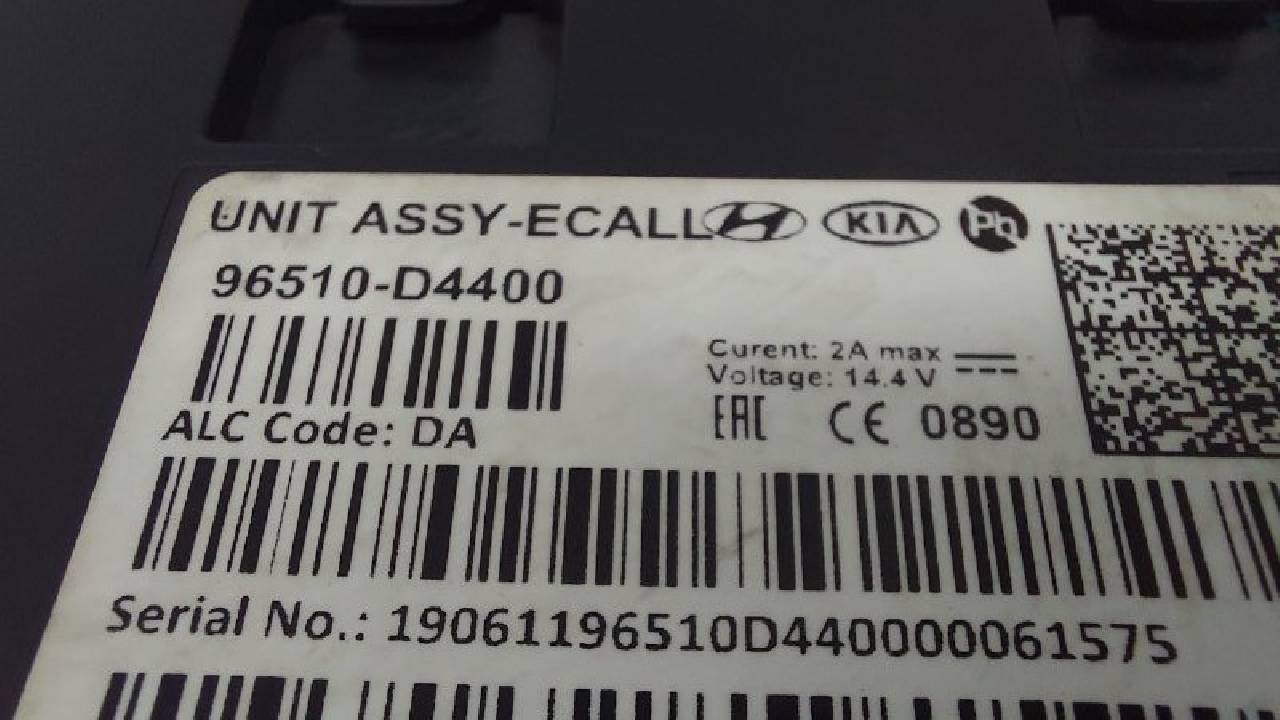 UNIT ASSY-ECALL KIA Pb
96510-D4400
Curent: 2A max
Voltage: 14.4 V
EAC CE 0890
ALC Code: DA
Serial No.: 19061196510D440000061575